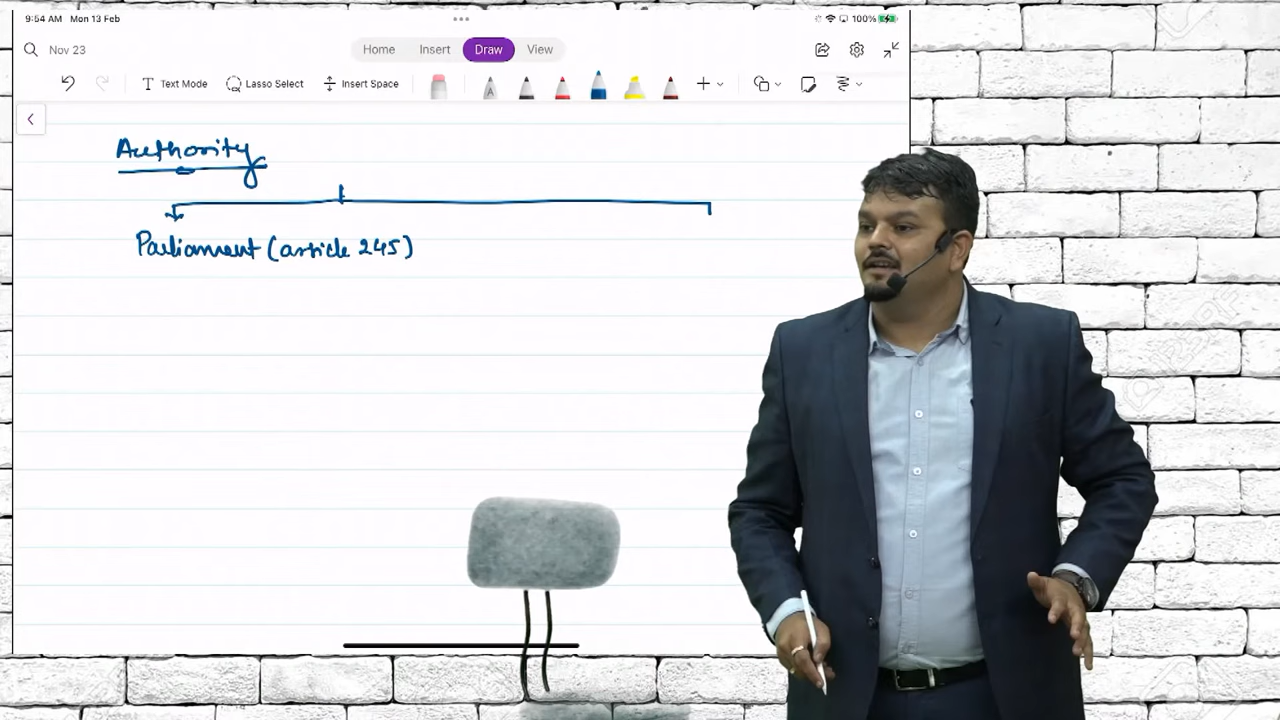 9:54 AM Mon 13 Feb
100%
Nov 23
Home Insert Draw View
Text Mode Lasso Select Insert Space
Authority
Parliament (article 245)